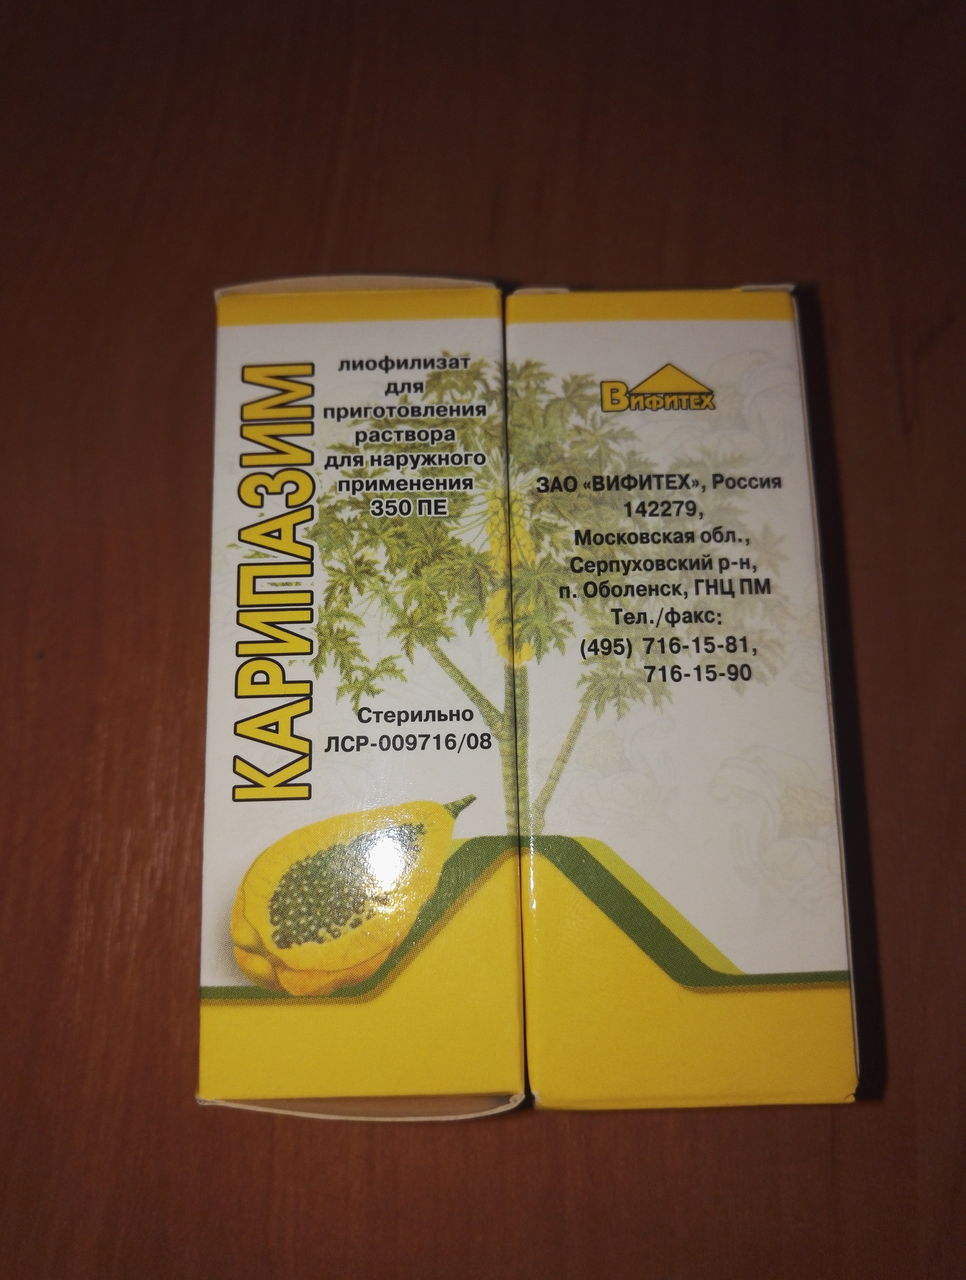 КАРИПАЗИМ
лиофилизат
для
приготовления
раствора
для наружного
применения
350 ПЕ
Стерильно
ЛСР-009716/08
ВИФИТЕХ
ЗАО «ВИФИТЕХ», Россия
142279,
Московская обл.,
Серпуховский р-н,
п. Оболенск, ГНЦ ПМ
Тел./факс:
(495) 716-15-81,
716-15-90